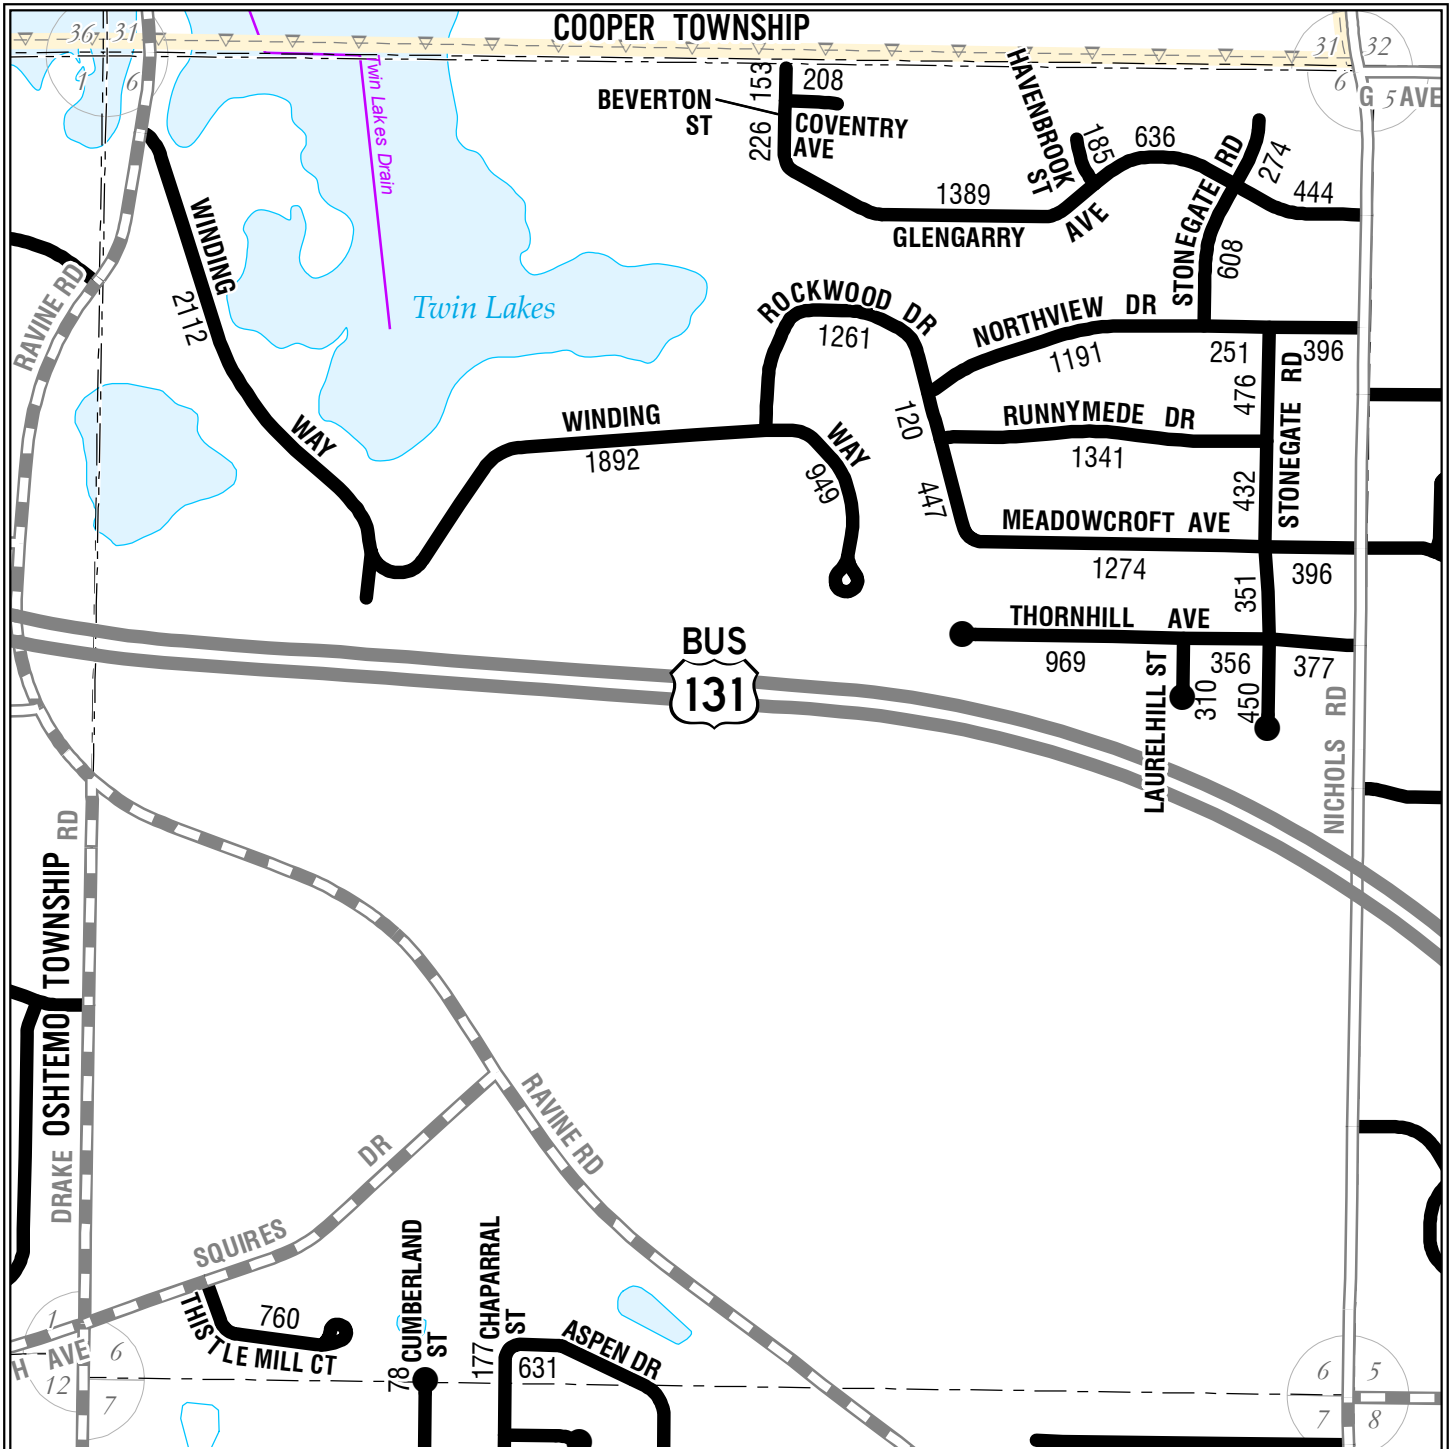 COOPER TOWNSHIP
36
31
1
6
31
32
6
5
G AVE
Twin Lakes Drain
BEVERTON
ST
153
208
226
COVENTRY
AVE
HAVENBROOK
ST
185
636
STONEGATE RD
274
444
1389
GLENGARRY
AVE
608
WINDING
2112
RAVINE RD
Twin Lakes
ROCKWOOD DR
1261
NORTHVIEW DR
1191
251
396
WAY
WINDING
1892
WAY
949
120
RUNNYMEDE DR
1341
476
STONEGATE RD
432
447
MEADOWCROFT AVE
1274
396
351
THORNHILL AVE
969
356
377
LAURELHILL ST
310
450
BUS
131
NICHOLS RD
RD
OSHTEMO TOWNSHIP
DRAKE
RAVINE RD
DR
SQUIRES
THISTLE MILL CT
760
CUMBERLAND
ST
78
CHAPARRAL
ST
177
631
ASPEN DR
1
6
H AVE
12
7
6
5
7
8